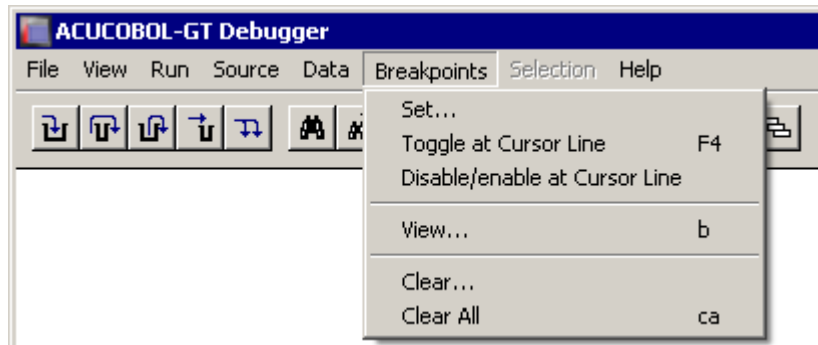 ACUCOBOL-GT Debugger
File View Run Source Data Breakpoints Selection Help
Set...
Toggle at Cursor Line F4
Disable/enable at Cursor Line
View... b
Clear...
Clear All ca